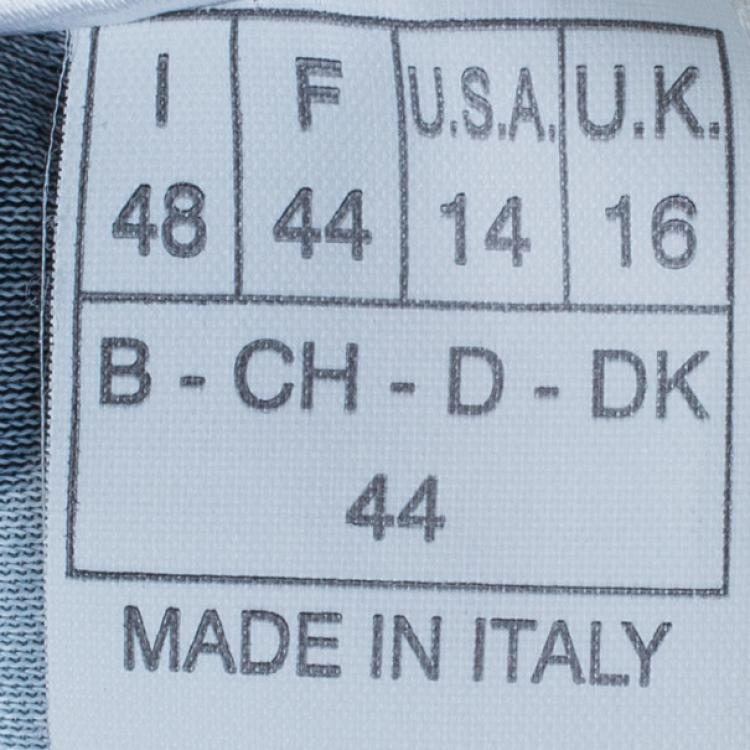 I F U.S.A. U.K.
48 44 14 16
B - CH - D - DK
44
MADE IN ITALY